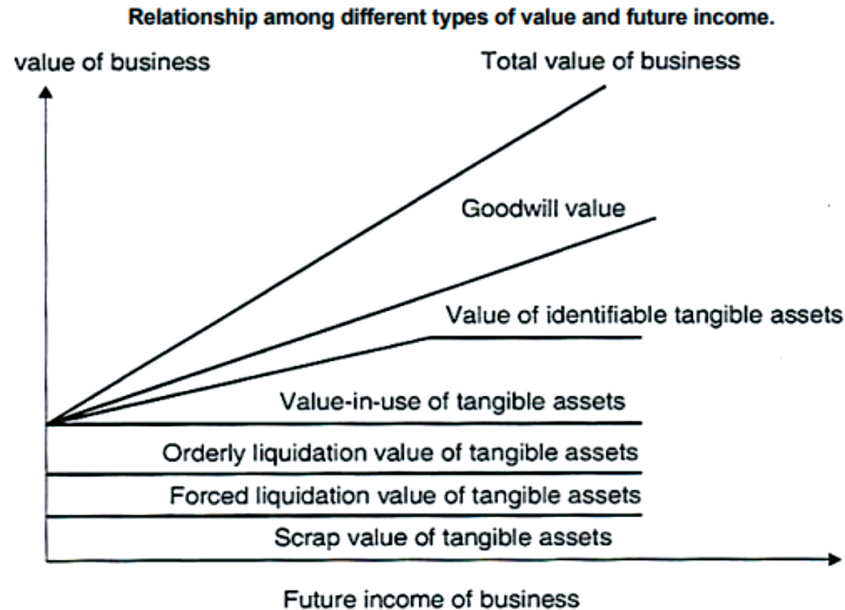 Relationship among different types of value and future income.
value of business
Total value of business
Goodwill value
Value of identifiable tangible assets
Value-in-use of tangible assets
Orderly liquidation value of tangible assets
Forced liquidation value of tangible assets
Scrap value of tangible assets
Future income of business